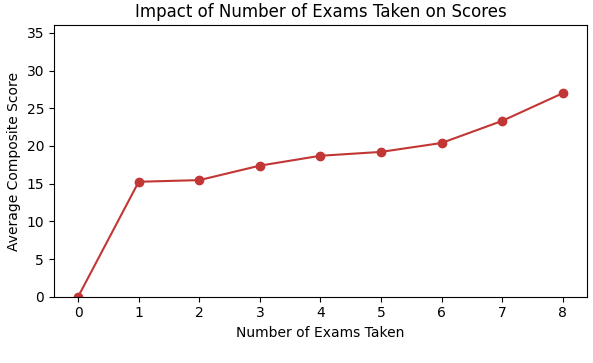 Impact of Number of Exams Taken on Scores
35
30
25
20
15
10
5
0
Average Composite Score
0 1 2 3 4 5 6 7 8
Number of Exams Taken